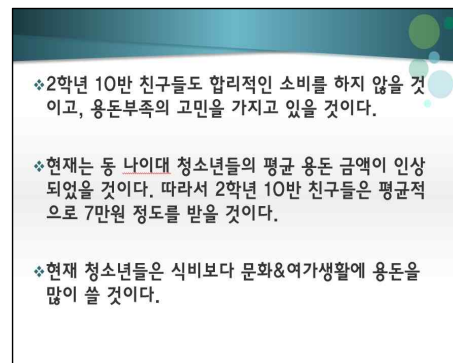 ❖2학년 10반 친구들도 합리적인 소비를 하지 않을 것
이고, 용돈부족의 고민을 가지고 있을 것이다.
❖현재는 동 나이대 청소년들의 평균 용돈 금액이 인상
되었을 것이다. 따라서 2학년 10반 친구들은 평균적
으로 7만원 정도를 받을 것이다.
❖현재 청소년들은 식비보다 문화&여가생활에 용돈을
많이 쓸 것이다.